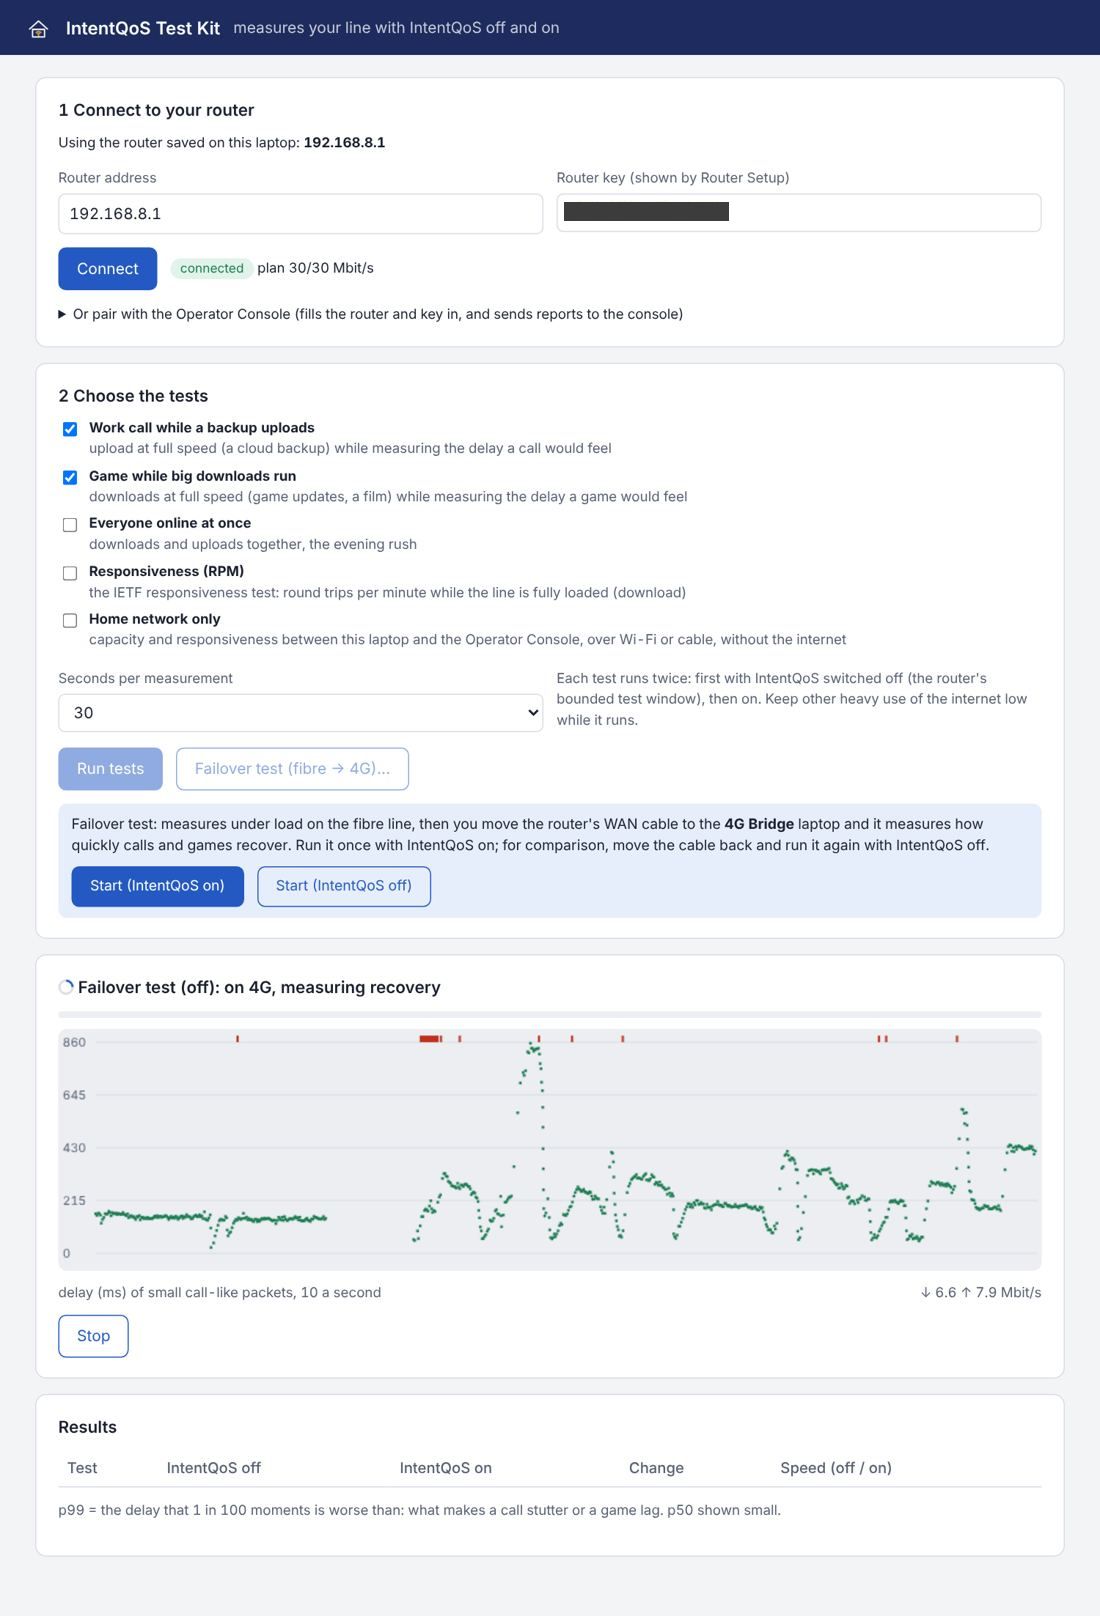 IntentQoS Test Kit measures your line with IntentQoS off and on
1 Connect to your router
Using the router saved on this laptop: 192.168.8.1
Router address
Router key (shown by Router Setup)
192.168.8.1
Connect
connected plan 30/30 Mbit/s
▶ Or pair with the Operator Console (fills the router and key in, and sends reports to the console)
2 Choose the tests
Work call while a backup uploads
upload at full speed (a cloud backup) while measuring the delay a call would feel
Game while big downloads run
downloads at full speed (game updates, a film) while measuring the delay a game would feel
Everyone online at once
downloads and uploads together, the evening rush
Responsiveness (RPM)
the IETF responsiveness test: round trips per minute while the line is fully loaded (download)
Home network only
capacity and responsiveness between this laptop and the Operator Console, over Wi-Fi or cable, without the internet
Seconds per measurement
30
Each test runs twice: first with IntentQoS switched off (the router's
bounded test window), then on. Keep other heavy use of the internet low
while it runs.
Run tests
Failover test (fibre → 4G)...
Failover test: measures under load on the fibre line, then you move the router's WAN cable to the 4G Bridge laptop and it measures how
quickly calls and games recover. Run it once with IntentQoS on; for comparison, move the cable back and run it again with IntentQoS off.
Start (IntentQoS on)
Start (IntentQoS off)
Failover test (off): on 4G, measuring recovery
860
645
430
215
0
delay (ms) of small call-like packets, 10 a second
↓ 6.6 ↑ 7.9 Mbit/s
Stop
Results
Test IntentQoS off IntentQoS on Change Speed (off / on)
p99 = the delay that 1 in 100 moments is worse than: what makes a call stutter or a game lag. p50 shown small.